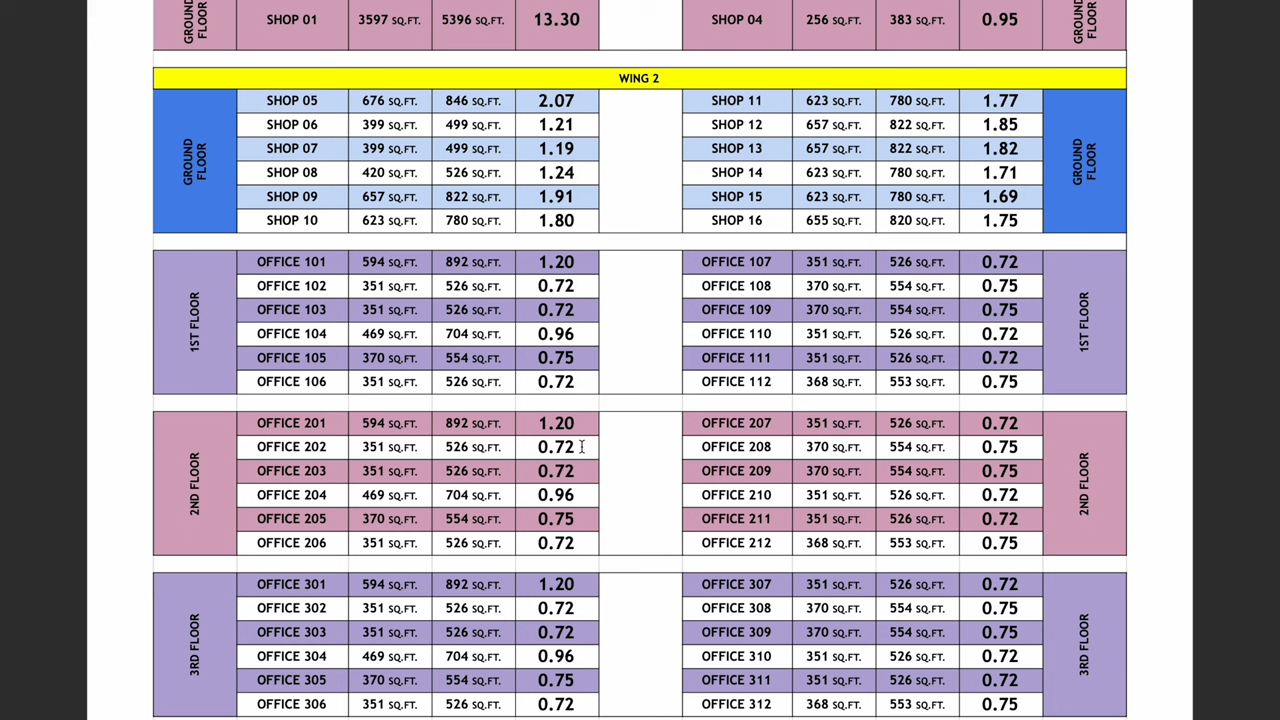 GROUND FLOOR SHOP 01 3597 SQ.FT. 5396 SQ.FT. 13.30 SHOP 04 256 SQ.FT. 383 SQ.FT. 0.95 GROUND FLOOR
WING 2
GROUND FLOOR
SHOP 05 676 SQ.FT. 846 SQ.FT. 2.07 SHOP 11 623 SQ.FT. 780 SQ.FT. 1.77
SHOP 06 399 SQ.FT. 499 SQ.FT. 1.21 SHOP 12 657 SQ.FT. 822 SQ.FT. 1.85
SHOP 07 399 SQ.FT. 499 SQ.FT. 1.19 SHOP 13 657 SQ.FT. 822 SQ.FT. 1.82
SHOP 08 420 SQ.FT. 526 SQ.FT. 1.24 SHOP 14 623 SQ.FT. 780 SQ.FT. 1.71
SHOP 09 657 SQ.FT. 822 SQ.FT. 1.91 SHOP 15 623 SQ.FT. 780 SQ.FT. 1.69
SHOP 10 623 SQ.FT. 780 SQ.FT. 1.80 SHOP 16 655 SQ.FT. 820 SQ.FT. 1.75
GROUND FLOOR
1ST FLOOR
OFFICE 101 594 SQ.FT. 892 SQ.FT. 1.20 OFFICE 107 351 SQ.FT. 526 SQ.FT. 0.72
OFFICE 102 351 SQ.FT. 526 SQ.FT. 0.72 OFFICE 108 370 SQ.FT. 554 SQ.FT. 0.75
OFFICE 103 351 SQ.FT. 526 SQ.FT. 0.72 OFFICE 109 370 SQ.FT. 554 SQ.FT. 0.75
OFFICE 104 469 SQ.FT. 704 SQ.FT. 0.96 OFFICE 110 351 SQ.FT. 526 SQ.FT. 0.72
OFFICE 105 370 SQ.FT. 554 SQ.FT. 0.75 OFFICE 111 351 SQ.FT. 526 SQ.FT. 0.72
OFFICE 106 351 SQ.FT. 526 SQ.FT. 0.72 OFFICE 112 368 SQ.FT. 553 SQ.FT. 0.75
1ST FLOOR
2ND FLOOR
OFFICE 201 594 SQ.FT. 892 SQ.FT. 1.20 OFFICE 207 351 SQ.FT. 526 SQ.FT. 0.72
OFFICE 202 351 SQ.FT. 526 SQ.FT. 0.72 OFFICE 208 370 SQ.FT. 554 SQ.FT. 0.75
OFFICE 203 351 SQ.FT. 526 SQ.FT. 0.72 OFFICE 209 370 SQ.FT. 554 SQ.FT. 0.75
OFFICE 204 469 SQ.FT. 704 SQ.FT. 0.96 OFFICE 210 351 SQ.FT. 526 SQ.FT. 0.72
OFFICE 205 370 SQ.FT. 554 SQ.FT. 0.75 OFFICE 211 351 SQ.FT. 526 SQ.FT. 0.72
OFFICE 206 351 SQ.FT. 526 SQ.FT. 0.72 OFFICE 212 368 SQ.FT. 553 SQ.FT. 0.75
2ND FLOOR
3RD FLOOR
OFFICE 301 594 SQ.FT. 892 SQ.FT. 1.20 OFFICE 307 351 SQ.FT. 526 SQ.FT. 0.72
OFFICE 302 351 SQ.FT. 526 SQ.FT. 0.72 OFFICE 308 370 SQ.FT. 554 SQ.FT. 0.75
OFFICE 303 351 SQ.FT. 526 SQ.FT. 0.72 OFFICE 309 370 SQ.FT. 554 SQ.FT. 0.75
OFFICE 304 469 SQ.FT. 704 SQ.FT. 0.96 OFFICE 310 351 SQ.FT. 526 SQ.FT. 0.72
OFFICE 305 370 SQ.FT. 554 SQ.FT. 0.75 OFFICE 311 351 SQ.FT. 526 SQ.FT. 0.72
OFFICE 306 351 SQ.FT. 526 SQ.FT. 0.72 OFFICE 312 368 SQ.FT. 553 SQ.FT. 0.75
3RD FLOOR